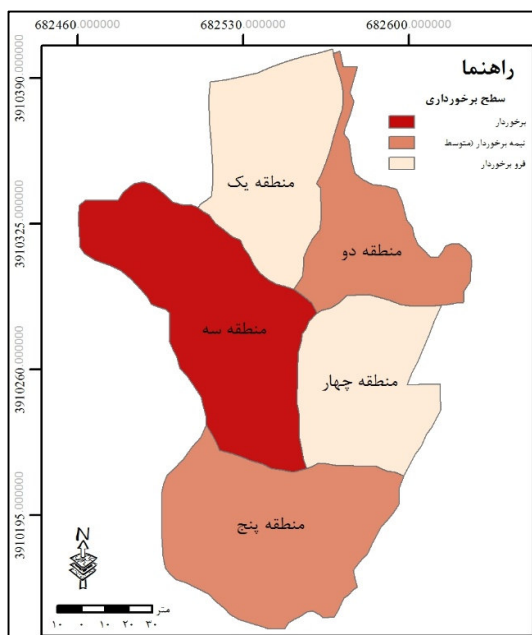 682460.000000 682530.000000 682600.000000
3910390.000000
3910325.000000
3910260.000000
3910195.000000
راهنما
سطح برخورداری
برخوردار
نیمه برخوردار (متوسط
فرو برخوردار
منطقه یک
منطقه دو
منطقه سه
منطقه چهار
منطقه پنج
N
۱۰ ۰ ۱۰ ۲۰ ۳۰ متر